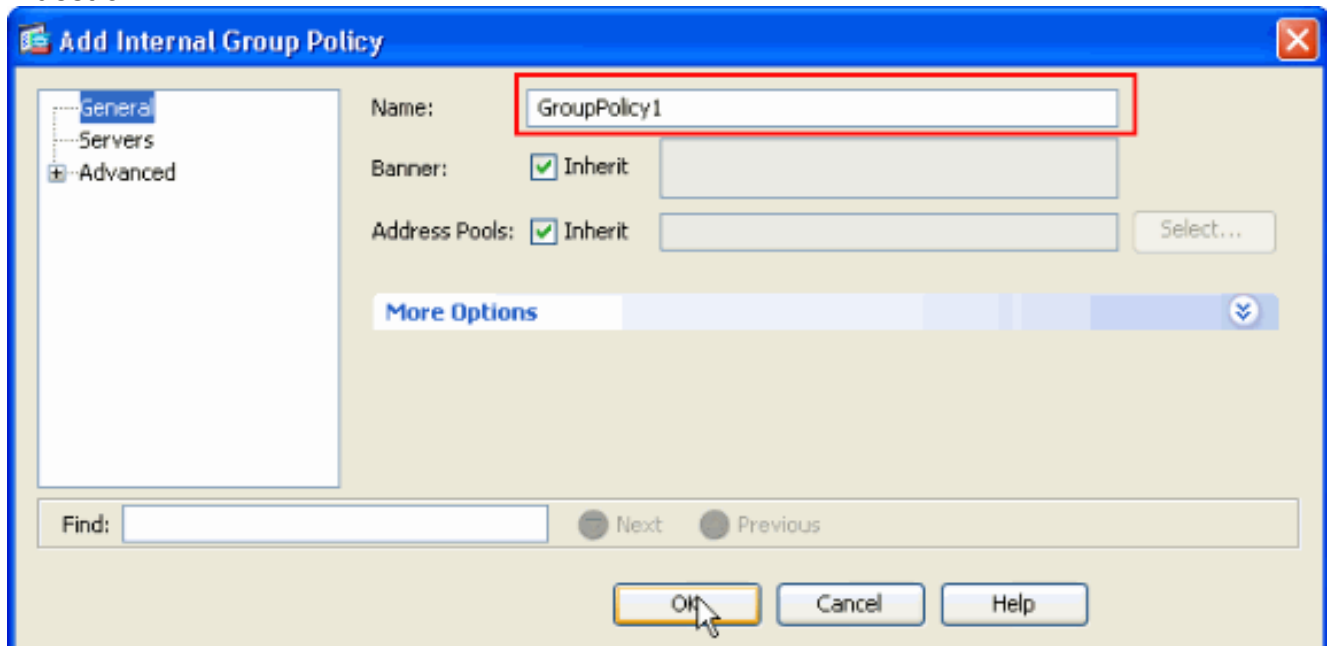 Add Internal Group Policy
General
Servers
Advanced
Name: GroupPolicy1
Banner: Inherit
Address Pools: Inherit Select...
More Options
Find: Next Previous
OK Cancel Help